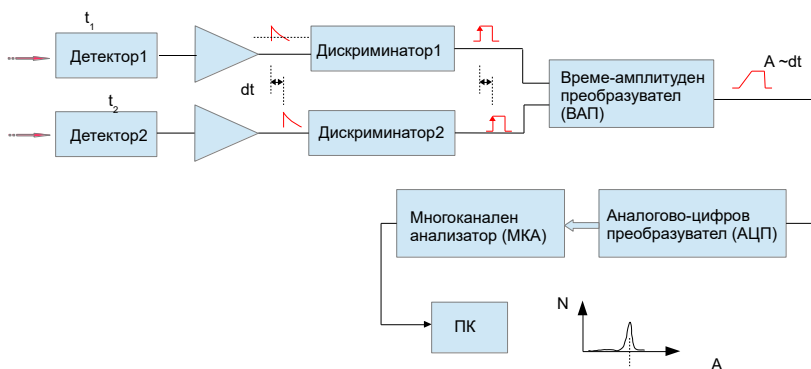 t1
Детектор1
Дискриминатор1
Време-амплитуден
преобразувател
(ВАП)
A ~dt
dt
t2
Детектор2
Дискриминатор2
Многоканален
анализатор (МКА)
Аналогово-цифров
преобразувател (АЦП)
ПК
N
A